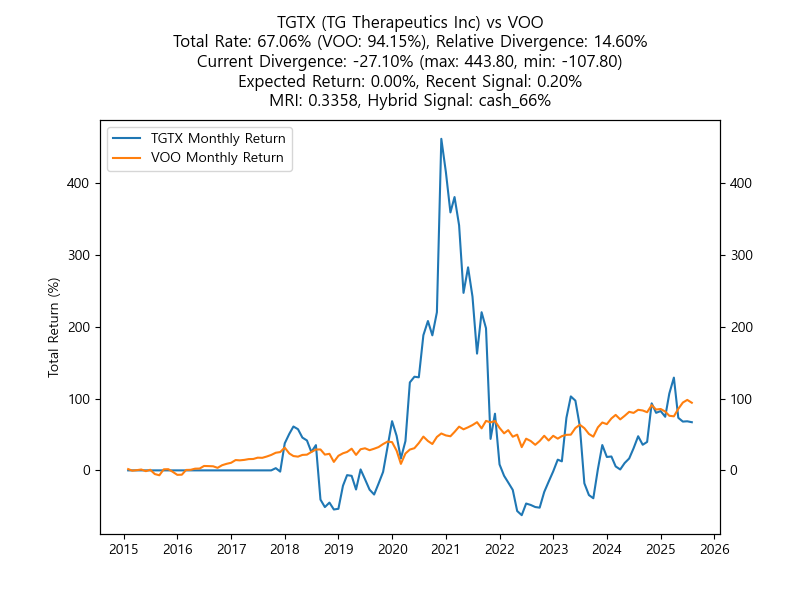 TGTX (TG Therapeutics Inc) vs VOO
Total Rate: 67.06% (VOO: 94.15%), Relative Divergence: 14.60%
Current Divergence: -27.10% (max: 443.80, min: -107.80)
Expected Return: 0.00%, Recent Signal: 0.20%
MRI: 0.3358, Hybrid Signal: cash_66%
TGTX Monthly Return
VOO Monthly Return
Total Return (%)
400 400
300 300
200 200
100 100
0 0
2015 2016 2017 2018 2019 2020 2021 2022 2023 2024 2025 2026